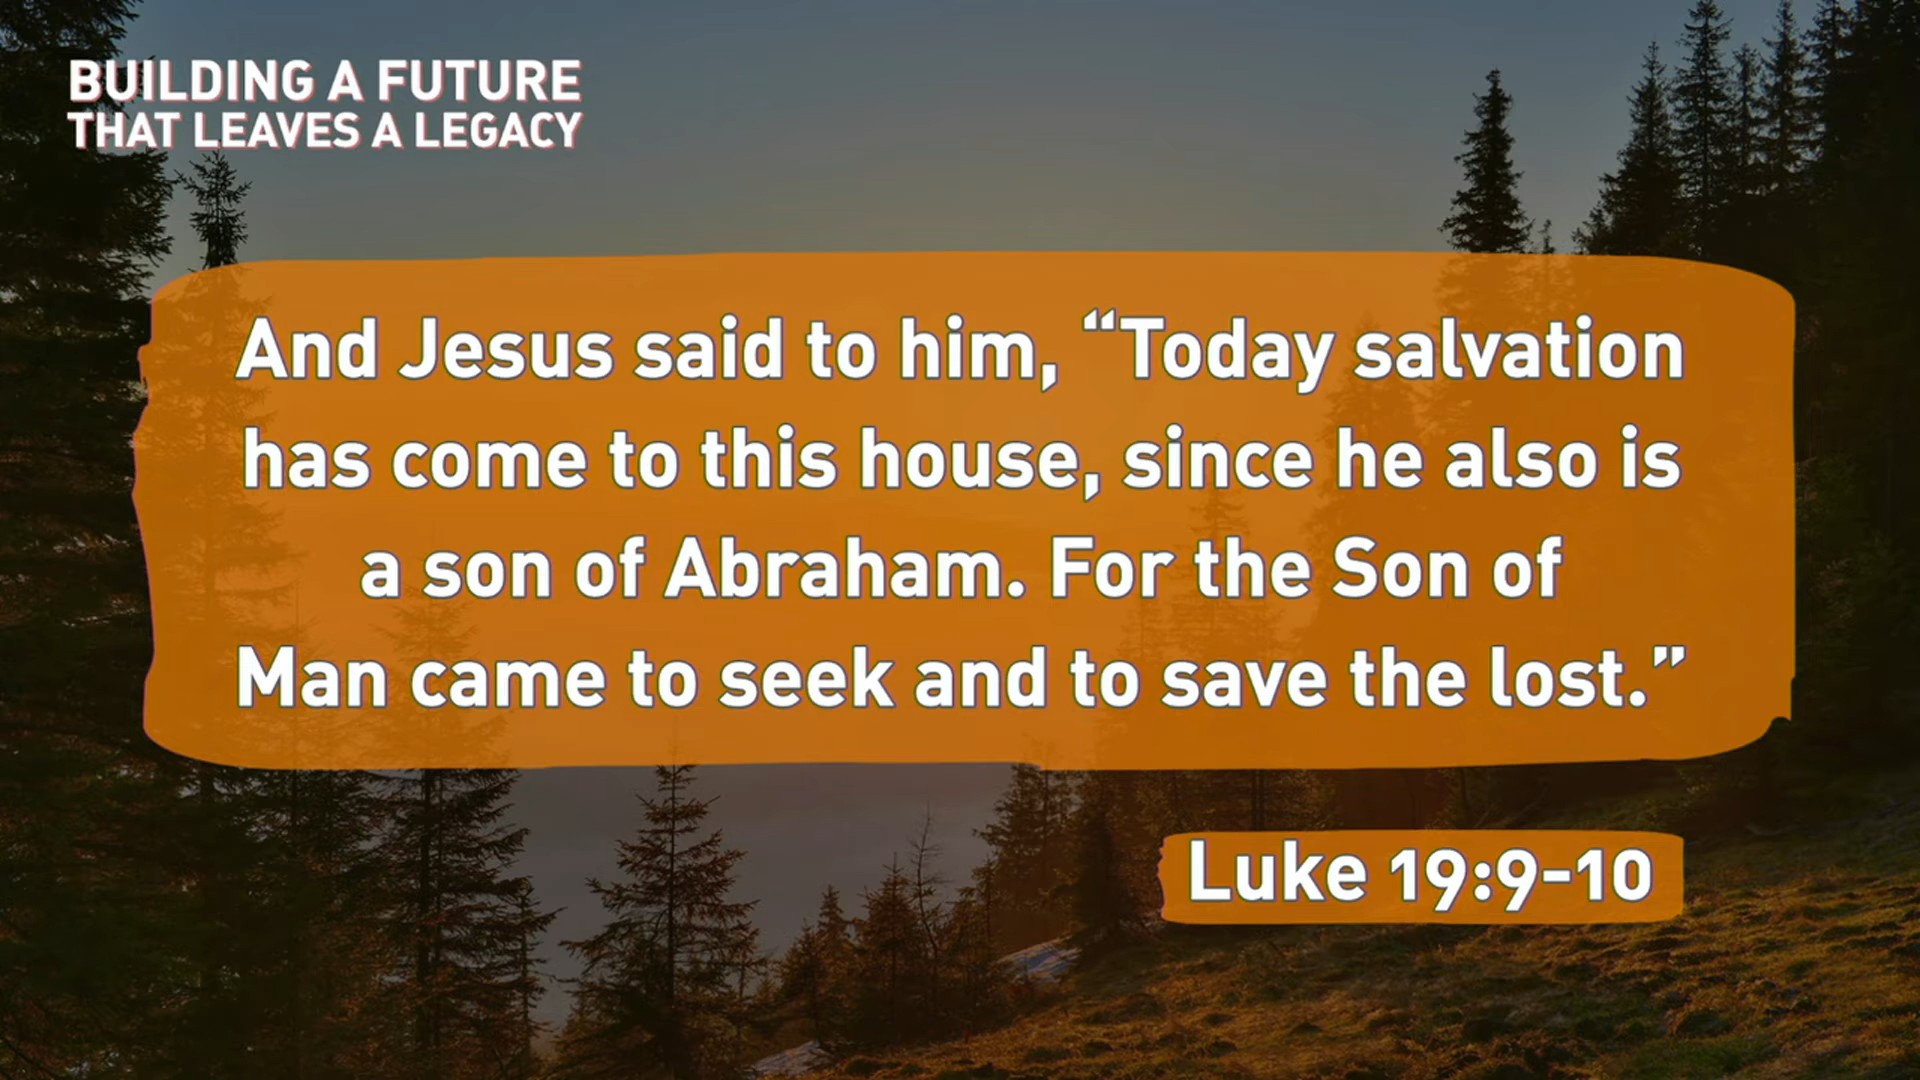 BUILDING A FUTURE
THAT LEAVES A LEGACY
And Jesus said to him, “Today salvation
has come to this house, since he also is
a son of Abraham. For the Son of
Man came to seek and to save the lost.”
Luke 19:9-10